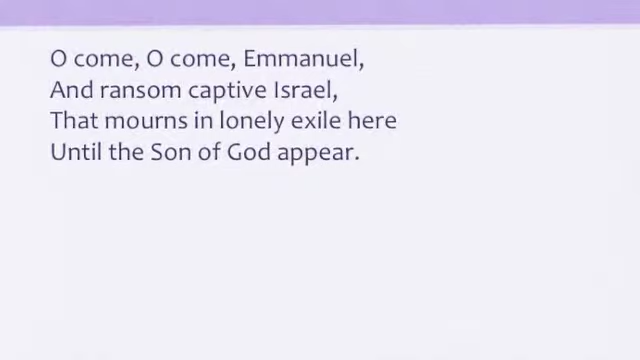 O come, O come, Emmanuel,
And ransom captive Israel,
That mourns in lonely exile here
Until the Son of God appear.